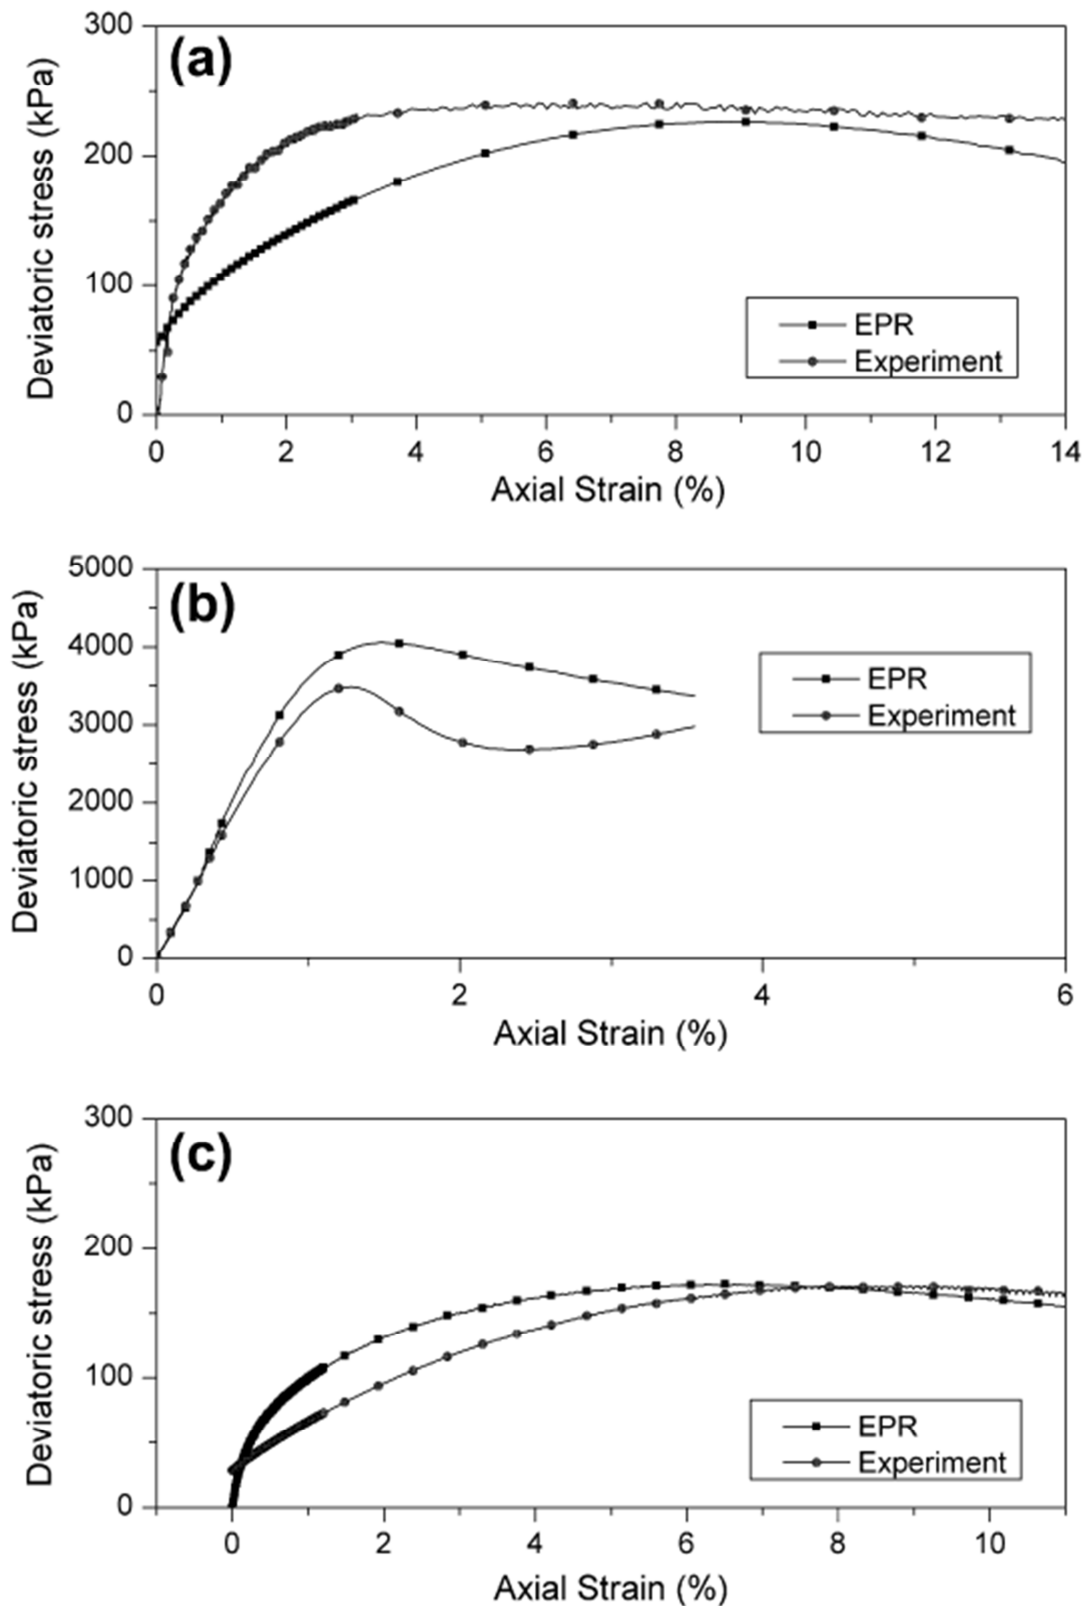 (a)
Deviatoric stress (kPa)
300
200
100
0
EPR
Experiment
0 2 4 6 8 10 12 14
Axial Strain (%)
(b)
Deviatoric stress (kPa)
5000
4000
3000
2000
1000
0
EPR
Experiment
0 2 4 6
Axial Strain (%)
(c)
Deviatoric stress (kPa)
300
200
100
0
EPR
Experiment
0 2 4 6 8 10
Axial Strain (%)